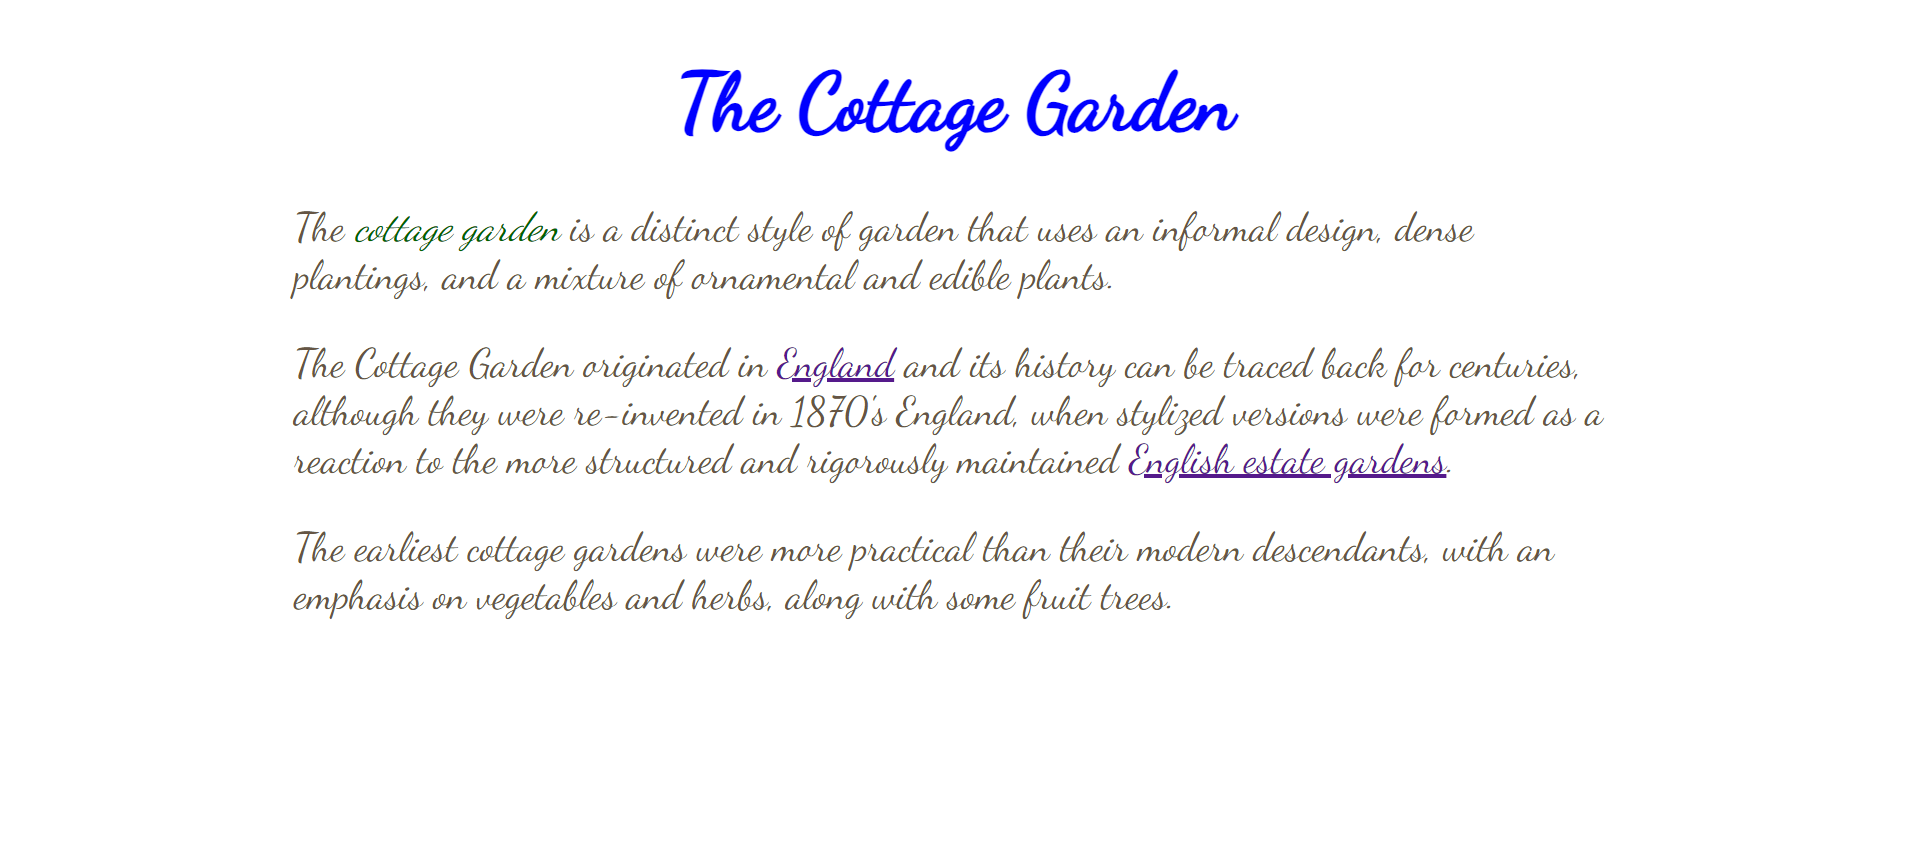 The Cottage Garden
The cottage garden is a distinct style of garden that uses an informal design, dense
plantings, and a mixture of ornamental and edible plants.
The Cottage Garden originated in England and its history can be traced back for centuries,
although they were re-invented in 1870's England, when stylized versions were formed as a
reaction to the more structured and rigorously maintained English estate gardens.
The earliest cottage gardens were more practical than their modern descendants, with an
emphasis on vegetables and herbs, along with some fruit trees.